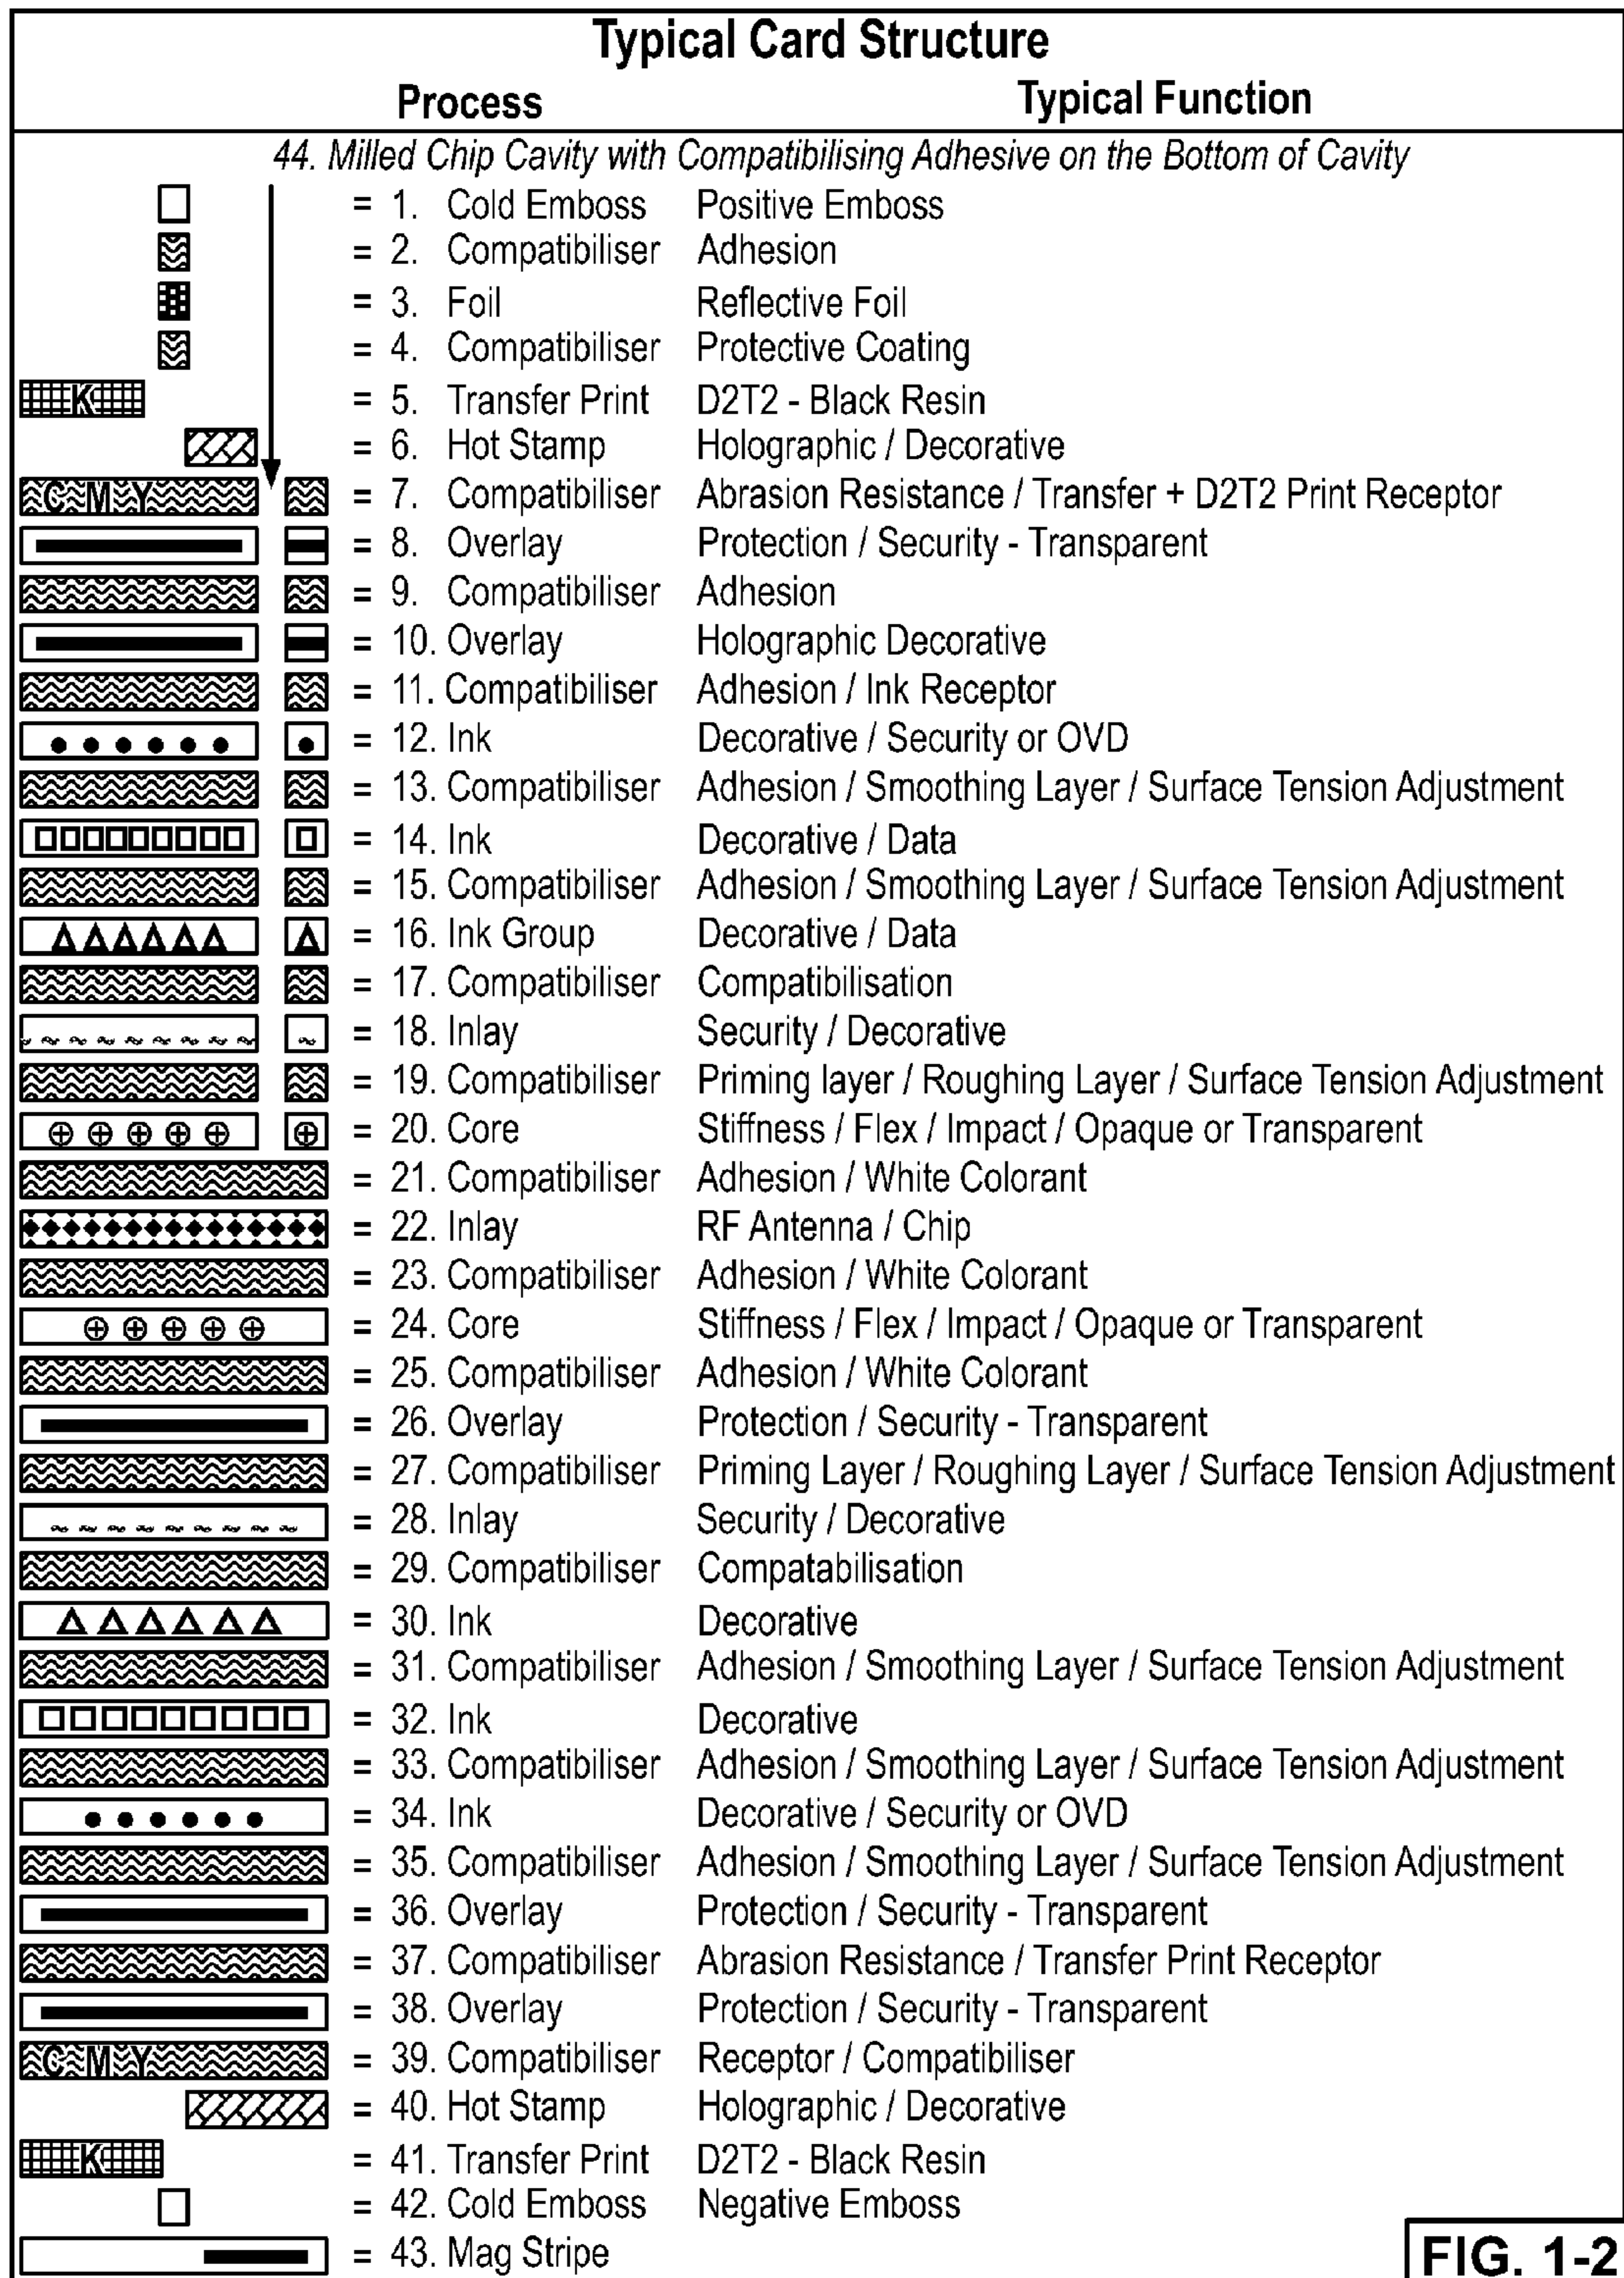 Typical Card Structure
Process Typical Function
44. Milled Chip Cavity with Compatibilising Adhesive on the Bottom of Cavity
= 1. Cold Emboss Positive Emboss
= 2. Compatibiliser Adhesion
= 3. Foil Reflective Foil
= 4. Compatibiliser Protective Coating
K = 5. Transfer Print D2T2 - Black Resin
= 6. Hot Stamp Holographic / Decorative
C M Y = 7. Compatibiliser Abrasion Resistance / Transfer + D2T2 Print Receptor
= 8. Overlay Protection / Security - Transparent
= 9. Compatibiliser Adhesion
= 10. Overlay Holographic Decorative
= 11. Compatibiliser Adhesion / Ink Receptor
= 12. Ink Decorative / Security or OVD
= 13. Compatibiliser Adhesion / Smoothing Layer / Surface Tension Adjustment
= 14. Ink Decorative / Data
= 15. Compatibiliser Adhesion / Smoothing Layer / Surface Tension Adjustment
= 16. Ink Group Decorative / Data
= 17. Compatibiliser Compatibilisation
= 18. Inlay Security / Decorative
= 19. Compatibiliser Priming layer / Roughing Layer / Surface Tension Adjustment
= 20. Core Stiffness / Flex / Impact / Opaque or Transparent
= 21. Compatibiliser Adhesion / White Colorant
= 22. Inlay RF Antenna / Chip
= 23. Compatibiliser Adhesion / White Colorant
= 24. Core Stiffness / Flex / Impact / Opaque or Transparent
= 25. Compatibiliser Adhesion / White Colorant
= 26. Overlay Protection / Security - Transparent
= 27. Compatibiliser Priming Layer / Roughing Layer / Surface Tension Adjustment
= 28. Inlay Security / Decorative
= 29. Compatibiliser Compatabilisation
= 30. Ink Decorative
= 31. Compatibiliser Adhesion / Smoothing Layer / Surface Tension Adjustment
= 32. Ink Decorative
= 33. Compatibiliser Adhesion / Smoothing Layer / Surface Tension Adjustment
= 34. Ink Decorative / Security or OVD
= 35. Compatibiliser Adhesion / Smoothing Layer / Surface Tension Adjustment
= 36. Overlay Protection / Security - Transparent
= 37. Compatibiliser Abrasion Resistance / Transfer Print Receptor
= 38. Overlay Protection / Security - Transparent
C M Y = 39. Compatibiliser Receptor / Compatibiliser
= 40. Hot Stamp Holographic / Decorative
K = 41. Transfer Print D2T2 - Black Resin
= 42. Cold Emboss Negative Emboss
= 43. Mag Stripe
FIG. 1-2